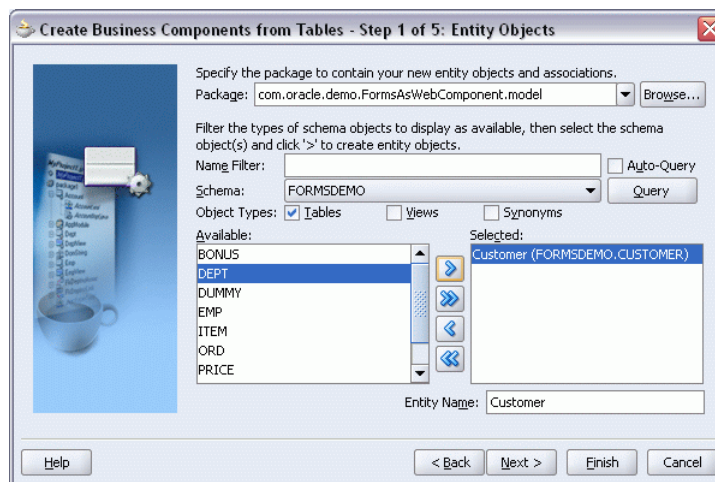 Create Business Components from Tables - Step 1 of 5: Entity Objects
Specify the package to contain your new entity objects and associations.
Package: com.oracle.demo.FormsAsWebComponent.model Browse...
Filter the types of schema objects to display as available, then select the schema
object(s) and click '>' to create entity objects.
Name Filter: Auto-Query
Schema: FORMSDEMO Query
Object Types: Tables Views Synonyms
Available: Selected:
BONUS Customer (FORMSDEMO.CUSTOMER)
DEPT
DUMMY
EMP
ITEM
ORD
PRICE
Entity Name: Customer
Help < Back Next > Finish Cancel